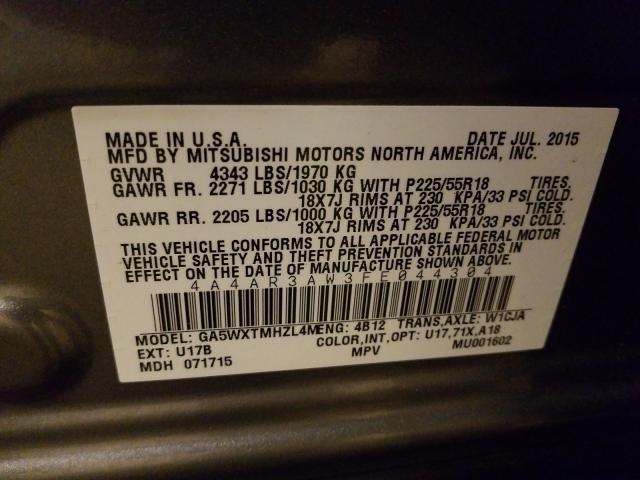 MADE IN U.S.A. DATE JUL. 2015
MFD BY MITSUBISHI MOTORS NORTH AMERICA, INC.
GVWR 4343 LBS/1970 KG
GAWR FR. 2271 LBS/1030 KG WITH P225/55R18 TIRES.
18X7J RIMS AT 230 KPA/33 PSI COLD.
GAWR RR. 2205 LBS/1000 KG WITH P225/55R18 TIRES.
18X7J RIMS AT 230 KPA/33 PSI COLD.
THIS VEHICLE CONFORMS TO ALL APPLICABLE FEDERAL MOTOR
VEHICLE SAFETY AND THEFT PREVENTION STANDARDS IN
EFFECT ON THE DATE OF MANUFACTURE SHOWN ABOVE.
4A4AR3AW3FE044304
MODEL: GA5WXTMHZL4M ENG: 4B12 TRANS,AXLE: W1CJA
EXT: U17B COLOR,INT,OPT: U17,71X,A18
MDH 071715 MPV MU001602